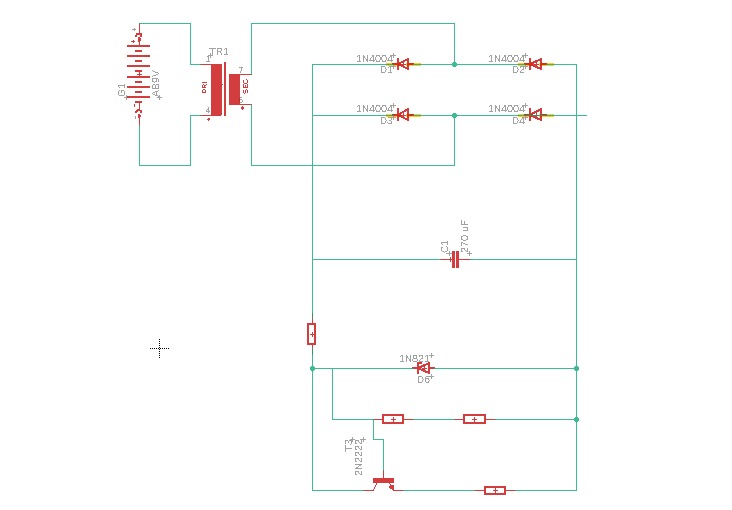 TR1
G1
AB9V
1
4
PRI
SEC
7
1N4004
D1
1N4004
D2
1N4004
D3
1N4004
D4
C1
270 uF
1N821
D6
2N2222